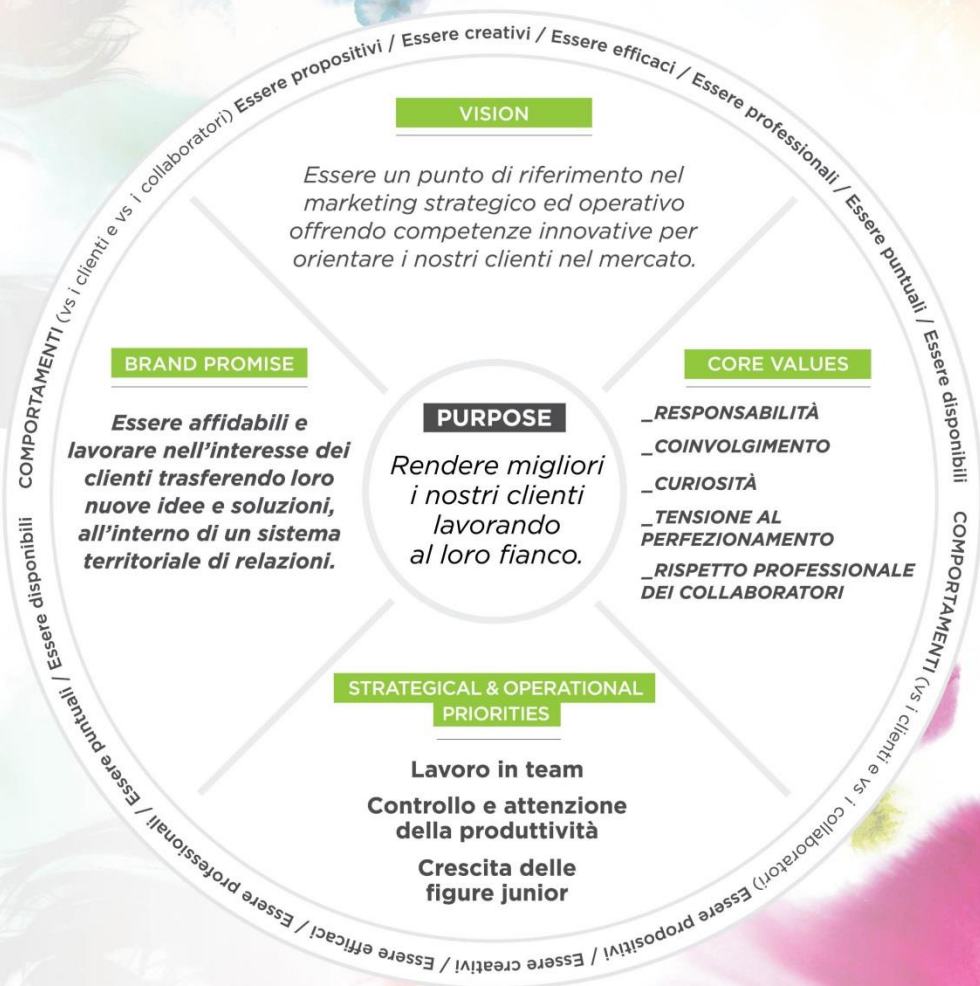 COMPORTAMENTI (vs i clienti e vs i collaboratori) Essere propositivi / Essere creativi / Essere efficaci / Essere professionali / Essere puntuali / Essere disponibili
VISION
Essere un punto di riferimento nel
marketing strategico ed operativo
offrendo competenze innovative per
orientare i nostri clienti nel mercato.
BRAND PROMISE
Essere affidabili e
lavorare nell'interesse dei
clienti trasferendo loro
nuove idee e soluzioni,
all'interno di un sistema
territoriale di relazioni.
PURPOSE
Rendere migliori
i nostri clienti
lavorando
al loro fianco.
CORE VALUES
_RESPONSABILITÀ
_COINVOLGIMENTO
_CURIOSITÀ
_TENSIONE AL
PERFEZIONAMENTO
_RISPETTO PROFESSIONALE
DEI COLLABORATORI
STRATEGICAL & OPERATIONAL
PRIORITIES
Lavoro in team
Controllo e attenzione
della produttività
Crescita delle
figure junior
COMPORTAMENTI (vs i clienti e vs i collaboratori) Essere propositivi / Essere creativi / Essere efficaci / Essere professionali / Essere puntuali / Essere disponibili